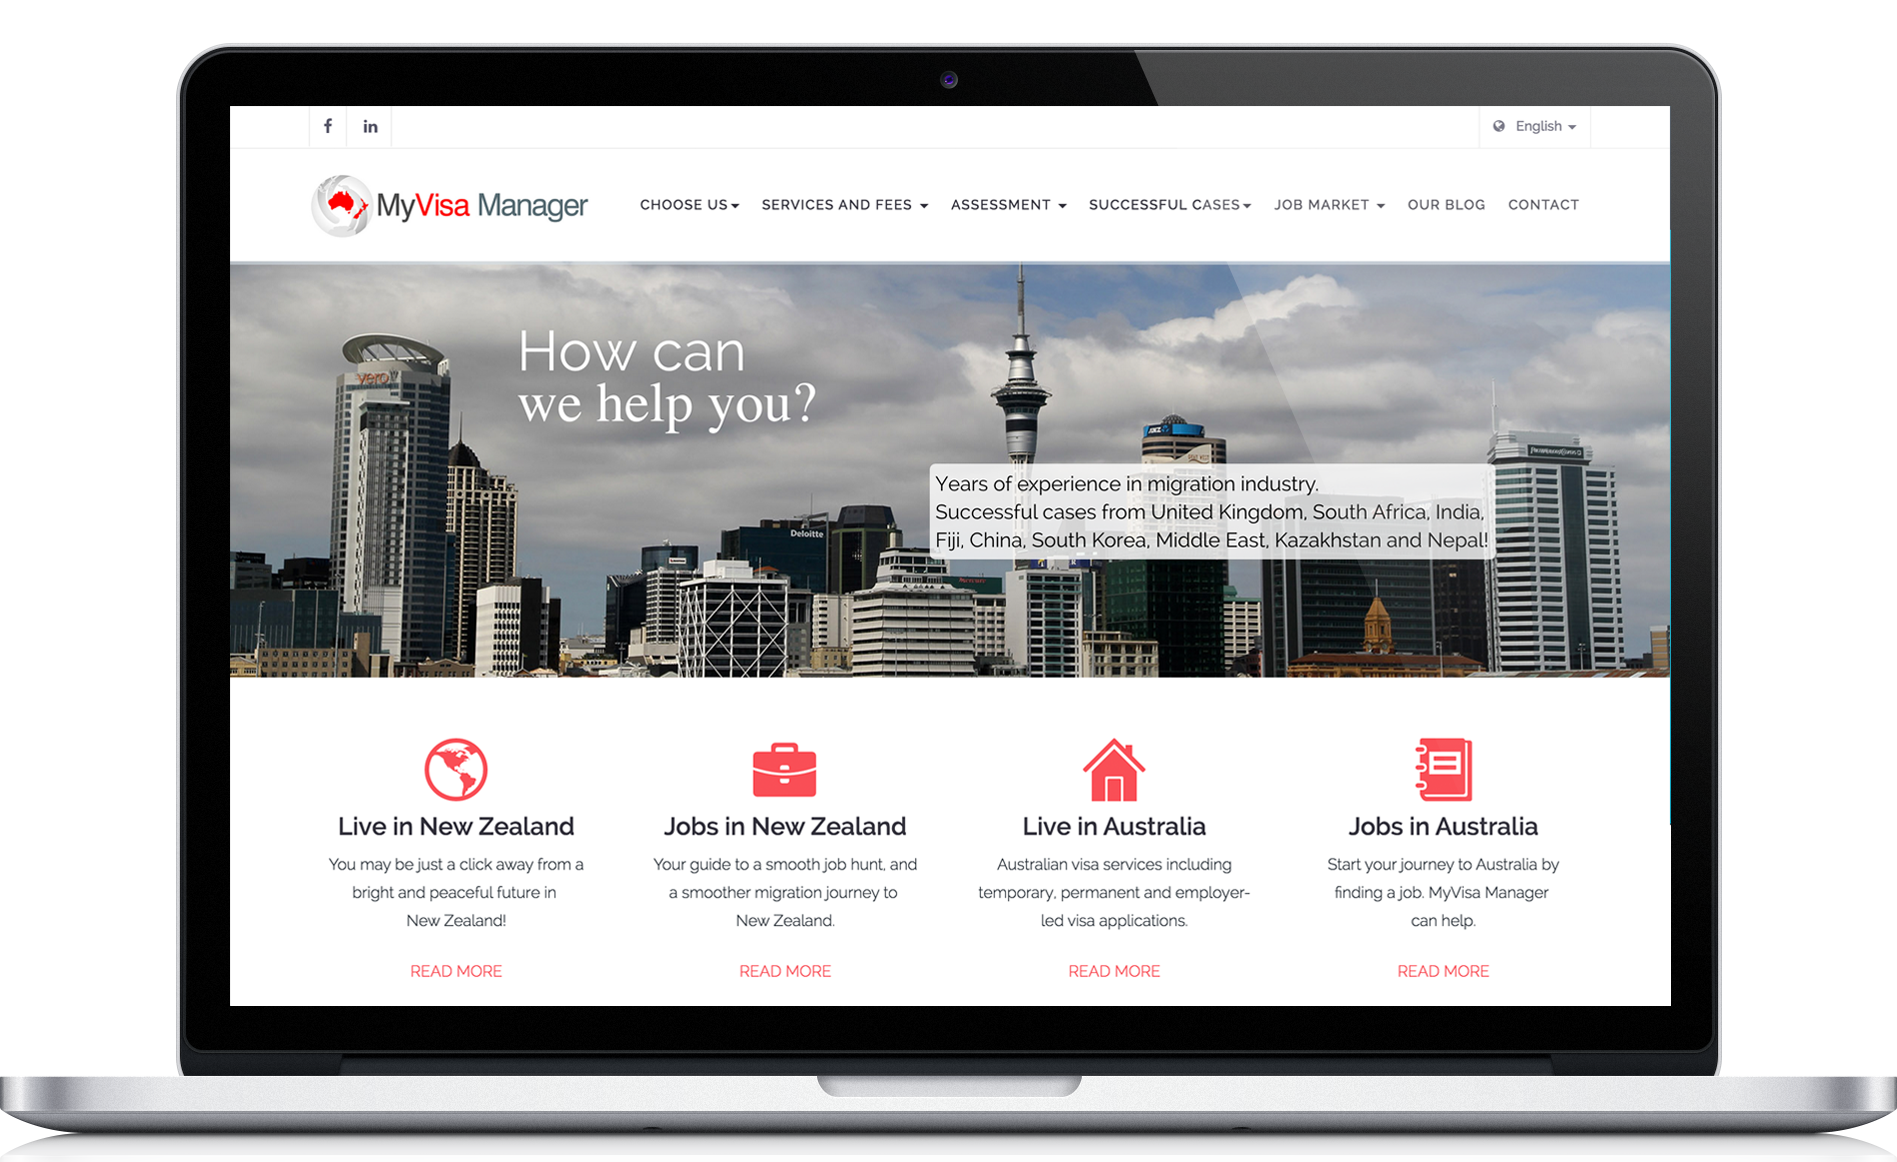 f in
English
MyVisa Manager
CHOOSE US SERVICES AND FEES ASSESSMENT SUCCESSFUL CASES JOB MARKET OUR BLOG CONTACT
How can
we help you?
vero
ANZ
Deloitte
Years of experience in migration industry.
Successful cases from United Kingdom, South Africa, India,
Fiji, China, South Korea, Middle East, Kazakhstan and Nepal!
Live in New Zealand
You may be just a click away from a
bright and peaceful future in
New Zealand!
READ MORE
Jobs in New Zealand
Your guide to a smooth job hunt, and
a smoother migration journey to
New Zealand.
READ MORE
Live in Australia
Australian visa services including
temporary, permanent and employer-
led visa applications.
READ MORE
Jobs in Australia
Start your journey to Australia by
finding a job. MyVisa Manager
can help.
READ MORE